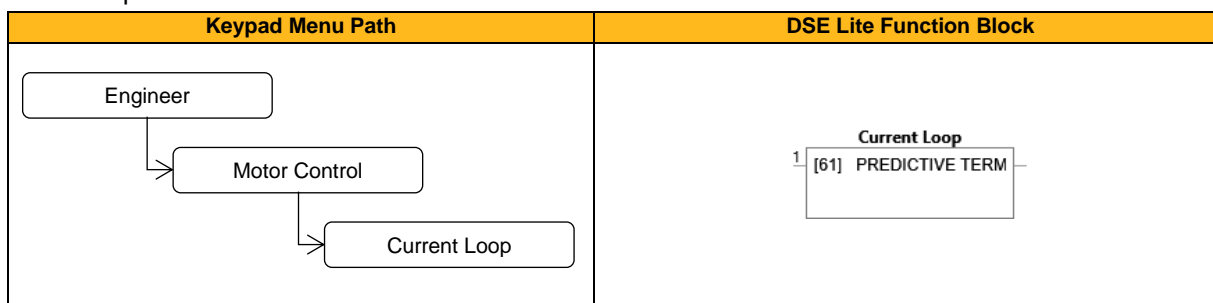 Keypad Menu Path
DSE Lite Function Block
Engineer
Motor Control
Current Loop
Current Loop
1 [61] PREDICTIVE TERM